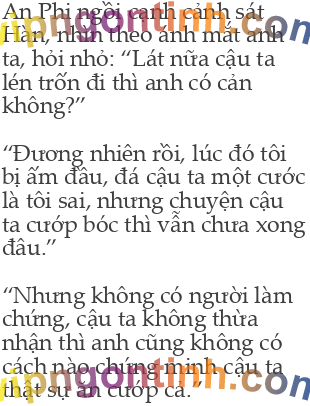 An Phi ngồi cạnh cảnh sát
Hàn, nhìn theo ánh mắt anh
ta, hỏi nhỏ: “Lát nữa cậu ta
lén trốn đi thì anh có cản
không?”
“Đương nhiên rồi, lúc đó tôi
bị ấm đầu, đá cậu ta một cước
là tôi sai, nhưng chuyện cậu
ta cướp bóc thì vẫn chưa xong
đâu.”
“Nhưng không có người làm
chứng, cậu ta không thừa
nhận thì anh cũng không có
cách nào chứng minh cậu ta
thật sự ăn cướp cả.”
vipngontinh.com
vipngontinh.com